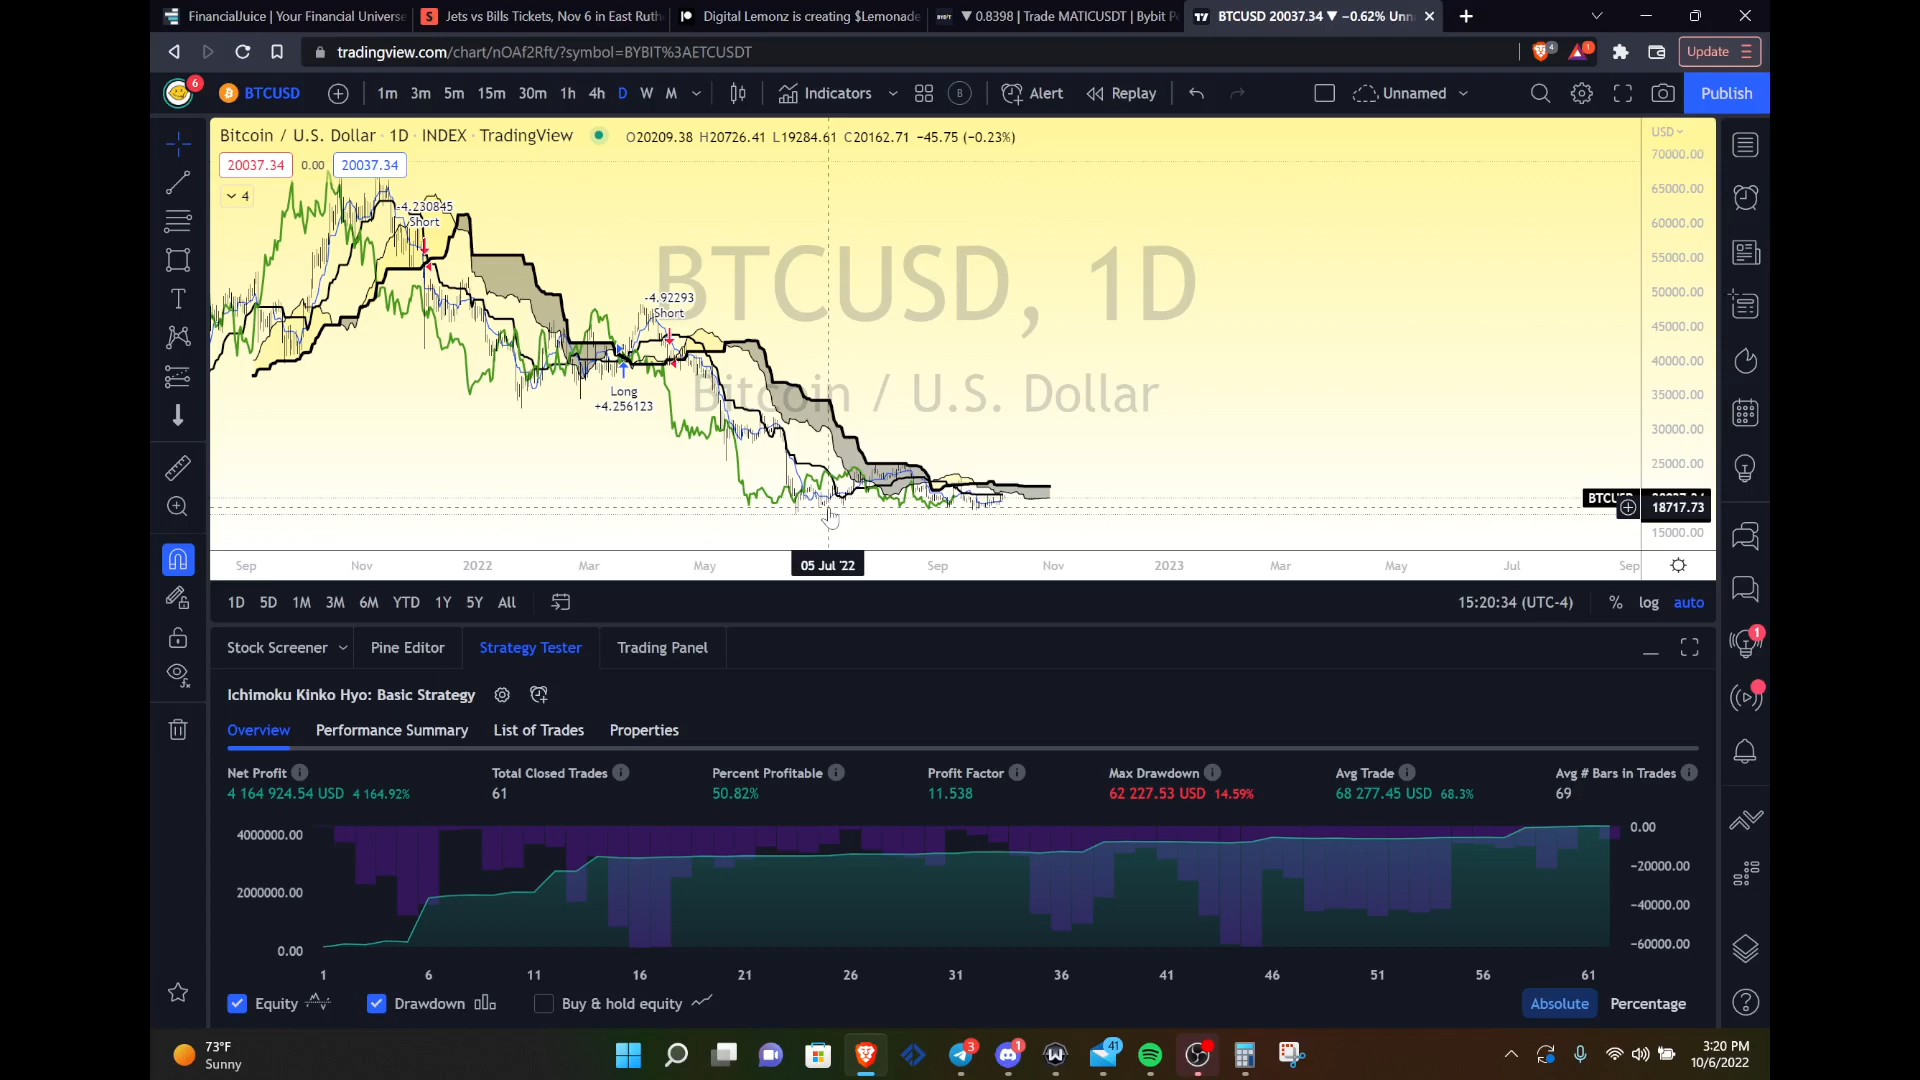 FinancialJuice | Your Financial Universe
Jets vs Bills Tickets, Nov 6 in East Ruth
Digital Lemonz is creating $Lemonade
▼ 0.8398 | Trade MATICUSDT | Bybit P
BTCUSD 20037.34 ▼ −0.62% Unn
tradingview.com/chart/nOAf2Rft/?symbol=BYBIT%3AETCUSDT
4
1
Update
6
BTCUSD
1m 3m 5m 15m 30m 1h 4h D W M
Indicators
B
Alert
Replay
Unnamed
Publish
Bitcoin / U.S. Dollar · 1D · INDEX · TradingView
O20209.38 H20726.41 L19284.61 C20162.71 −45.75 (−0.23%)
USD
20037.34 0.00 20037.34
4
70000.00
65000.00
60000.00
55000.00
50000.00
45000.00
40000.00
35000.00
30000.00
25000.00
15000.00
BTCUSD, 1D
Bitcoin / U.S. Dollar
-4.230845
Short
-4.92293
Short
Long
+4.256123
18717.73
Sep Nov 2022 Mar May 05 Jul '22 Sep Nov 2023 Mar May Jul Sep
1D 5D 1M 3M 6M YTD 1Y 5Y All
15:20:34 (UTC-4) % log auto
Stock Screener Pine Editor Strategy Tester Trading Panel
1
Ichimoku Kinko Hyo: Basic Strategy
Overview Performance Summary List of Trades Properties
Net Profit Total Closed Trades Percent Profitable Profit Factor Max Drawdown Avg Trade Avg # Bars in Trades
4 164 924.54 USD 4 164.92% 61 50.82% 11.538 62 227.53 USD 14.59% 68 277.45 USD 68.3% 69
4000000.00
2000000.00
0.00
0.00
−20000.00
−40000.00
−60000.00
1 6 11 16 21 26 31 36 41 46 51 56 61
Equity Drawdown Buy & hold equity
Absolute Percentage
73°F
Sunny
3
1
41
3:20 PM
10/6/2022